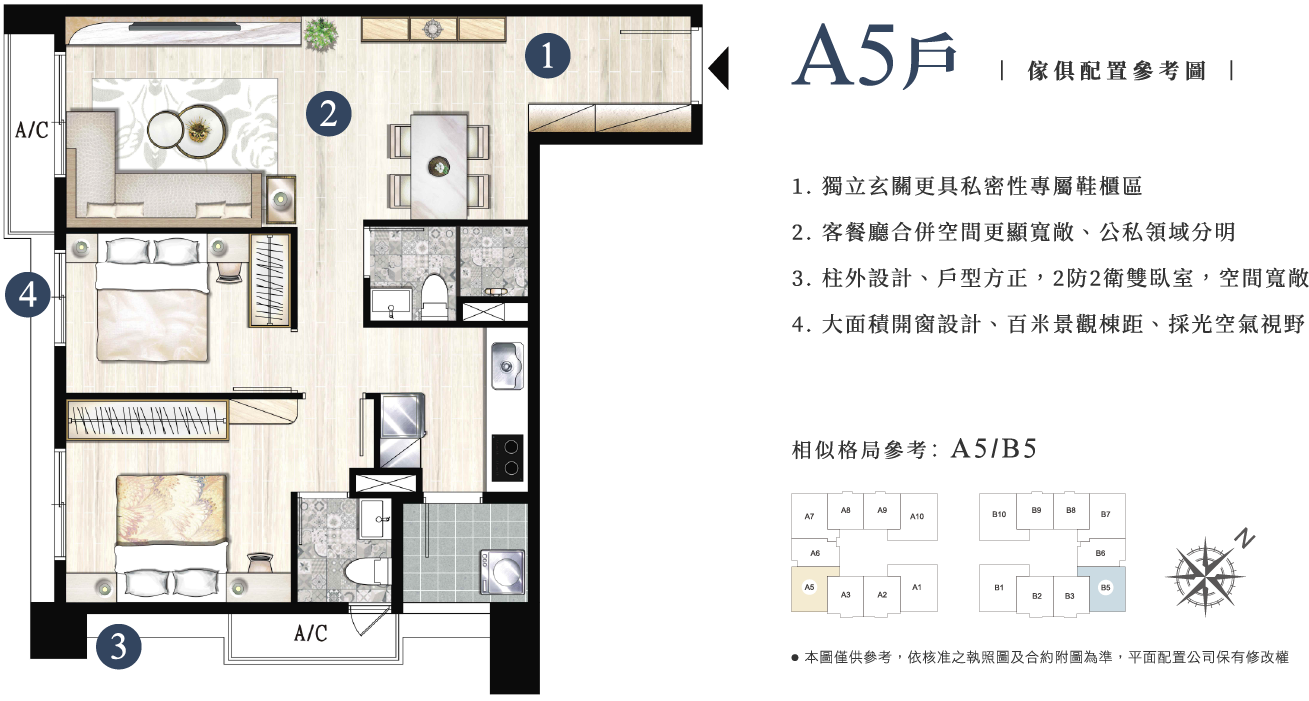 A5戶 | 傢俱配置參考圖 |
1
2
3
4
A/C
A/C
1. 獨立玄關更具私密性專屬鞋櫃區
2. 客餐廳合併空間更顯寬敞、公私領域分明
3. 柱外設計、戶型方正，2防2衛雙臥室，空間寬敞
4. 大面積開窗設計、百米景觀棟距、採光空氣視野
相似格局參考: A5/B5
A7 A8 A9 A10
A6
A5 A3 A2 A1
B10 B9 B8 B7
B6
B1 B2 B3 B5
N
● 本圖僅供參考，依核准之執照圖及合約附圖為準，平面配置公司保有修改權